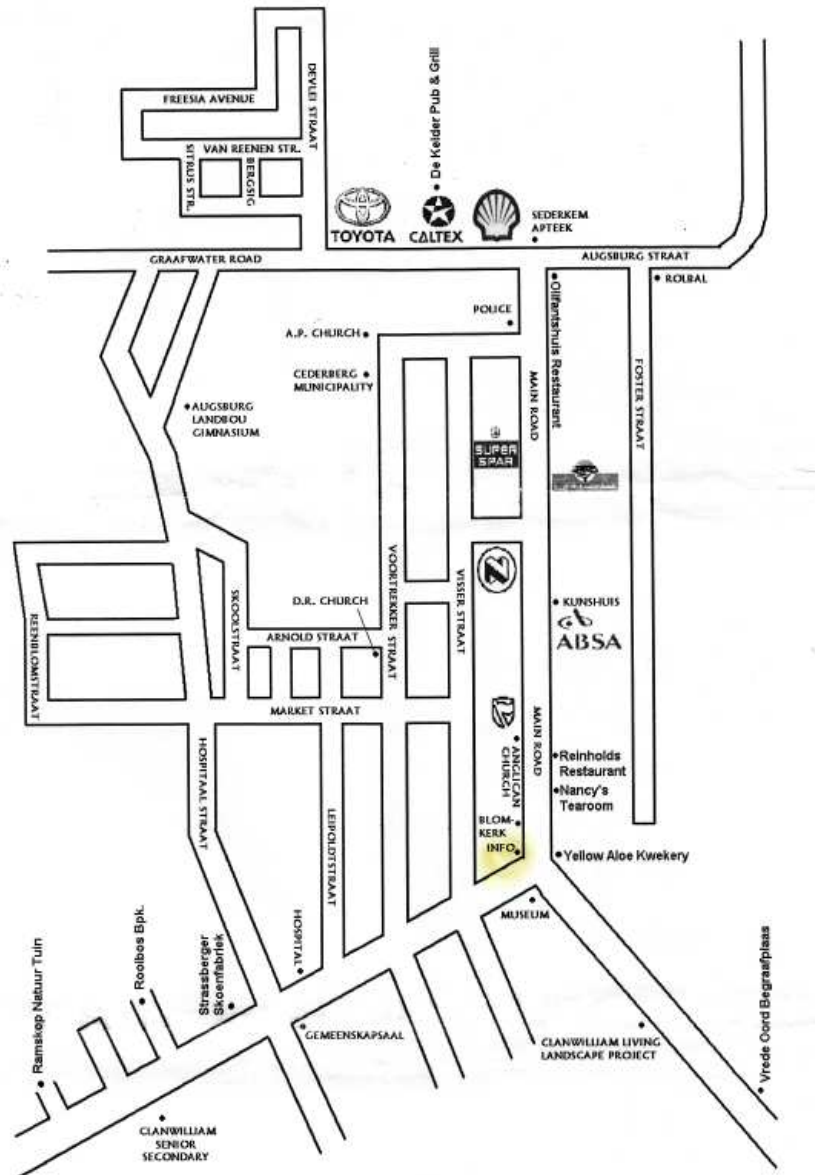 FREESIA AVENUE
DEVLEI STRAAT
VAN REENEN STR.
SITRUS STR.
BERGSIG
De Kelder Pub & Grill
TOYOTA
CALTEX
SEDERKEM
APTEEK
GRAAFWATER ROAD
AUGSBURG STRAAT
ROLBAL
Olifantshuis Restaurant
POLICE
A.P. CHURCH
CEDERBERG
MUNICIPALITY
MAIN ROAD
FOSTER STRAAT
AUGSBURG
LANDBOU
GIMNASIUM
SUPER
SPAR
VOORTREKKER STRAAT
VISSER STRAAT
REENBLOMSTRAAT
SKOOLSTRAAT
D.R. CHURCH
ARNOLD STRAAT
KUNSHUIS
ABSA
MARKET STRAAT
MAIN ROAD
ANGLICAN
CHURCH
HOSPITAAL STRAAT
LEIPOLDTSTRAAT
Reinholds
Restaurant
Nancy's
Tearoom
BLOM-
KERK
INFO
Yellow Aloe Kwekery
MUSEUM
HOSPITAL
Strassberger
Skoenfabriek
Rooibos Bpk.
Ramskop Natuur Tuin
GEMEENSKAPSAAL
CLANWILLIAM LIVING
LANDSCAPE PROJECT
Vrede Oord Begraafplaas
CLANWILLIAM
SENIOR
SECONDARY